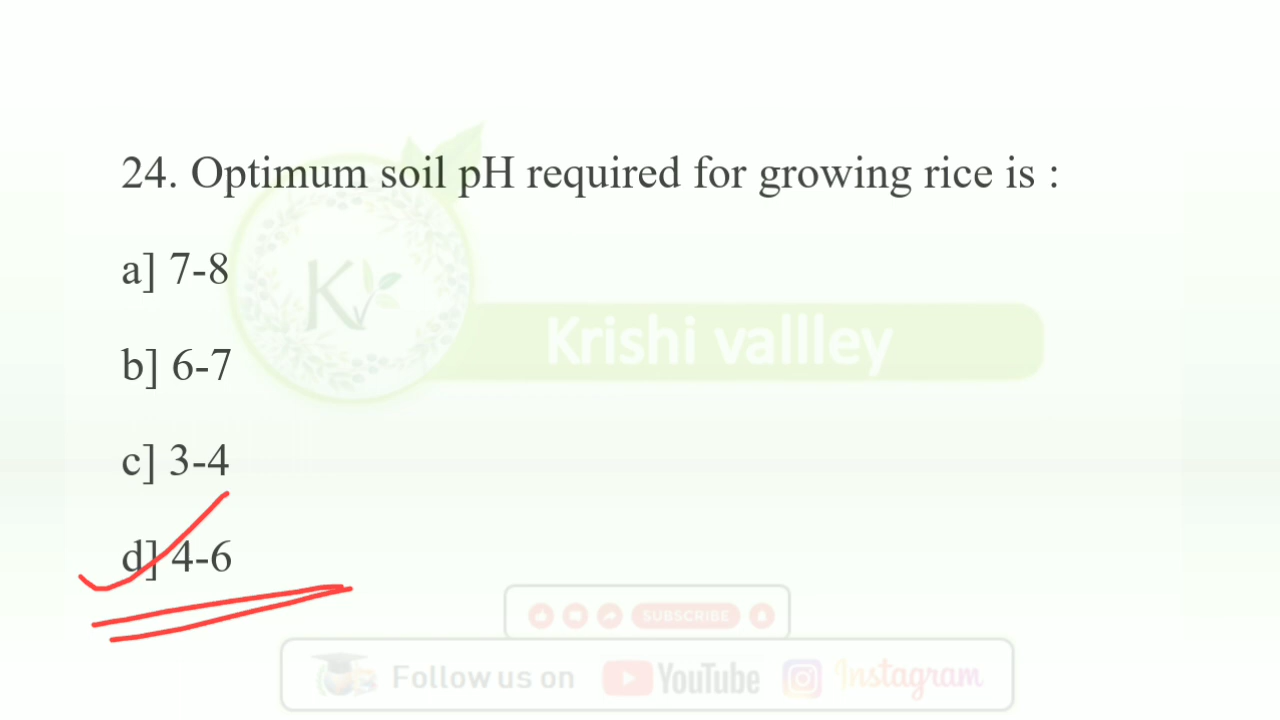 24. Optimum soil pH required for growing rice is :
a] 7-8
b] 6-7
c] 3-4
d] 4-6
K
Krishi vallley
SUBSCRIBE
Follow us on YouTube Instagram